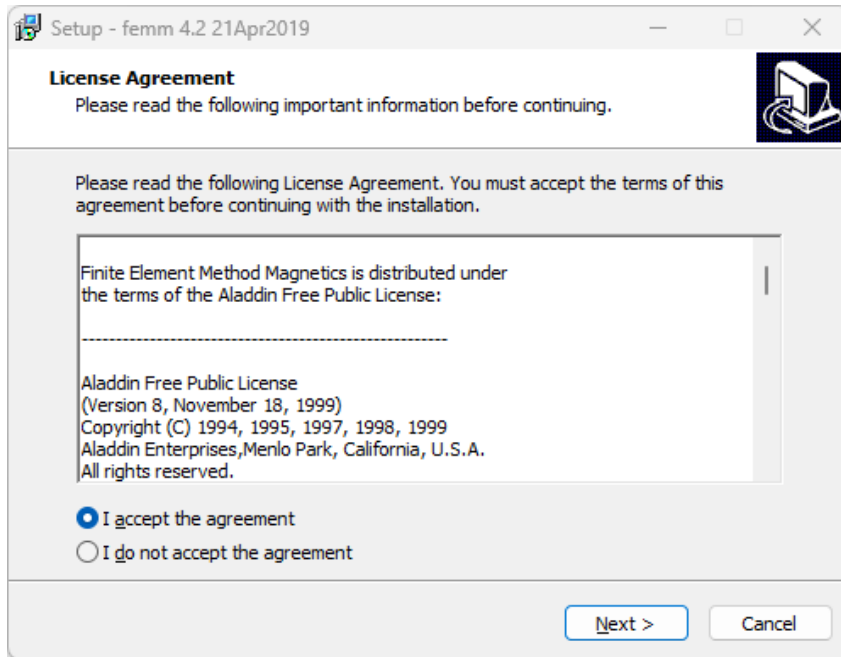 Setup - femm 4.2 21Apr2019
License Agreement
Please read the following important information before continuing.
Please read the following License Agreement. You must accept the terms of this
agreement before continuing with the installation.
Finite Element Method Magnetics is distributed under
the terms of the Aladdin Free Public License:
------------------------------------------------------
Aladdin Free Public License
(Version 8, November 18, 1999)
Copyright (C) 1994, 1995, 1997, 1998, 1999
Aladdin Enterprises,Menlo Park, California, U.S.A.
All rights reserved.
I accept the agreement
I do not accept the agreement
Next >
Cancel